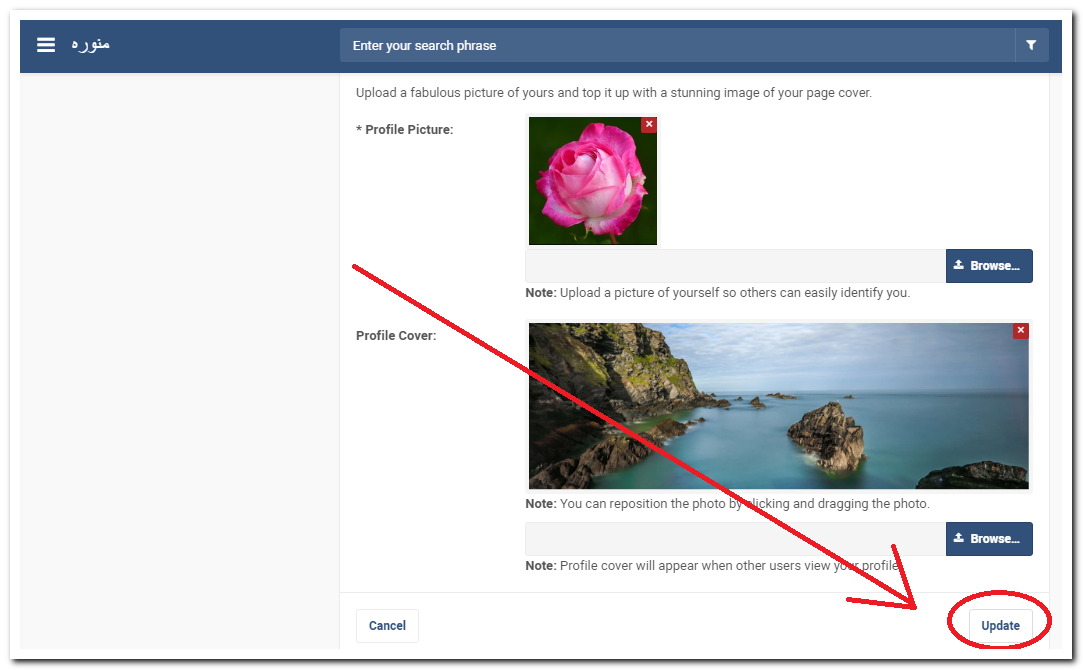 منوره
Enter your search phrase
Upload a fabulous picture of yours and top it up with a stunning image of your page cover.
* Profile Picture:
Browse...
Note: Upload a picture of yourself so others can easily identify you.
Profile Cover:
Note: You can reposition the photo by clicking and dragging the photo.
Browse...
Note: Profile cover will appear when other users view your profile.
Cancel
Update